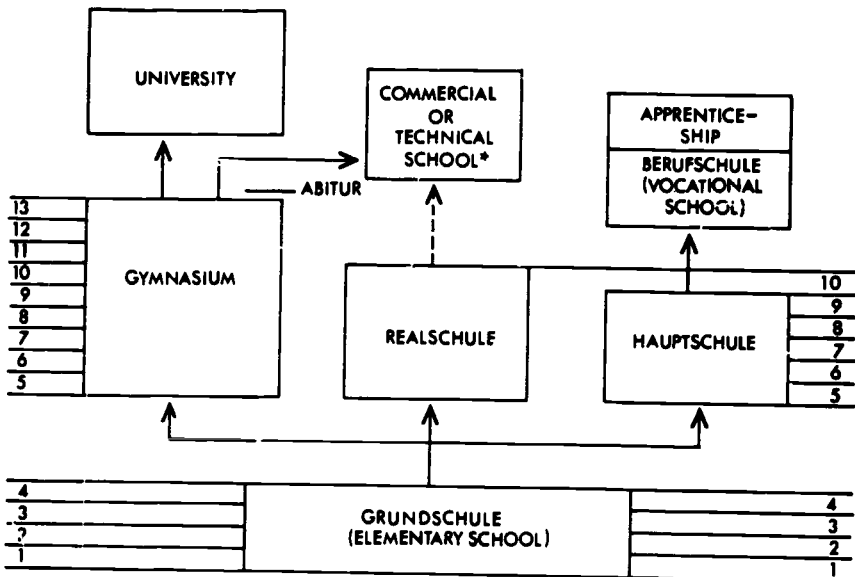 UNIVERSITY
COMMERCIAL
OR
TECHNICAL
SCHOOL*
APPRENTICE-
SHIP
BERUFSCHULE
(VOCATIONAL
SCHOOL)
ABITUR
13
12
11
10
9
8
7
6
5
GYMNASIUM
REALSCHULE
HAUPTSCHULE
10
9
8
7
6
5
4
3
2
1
GRUNDSCHULE
(ELEMENTARY SCHOOL)
4
3
2
1